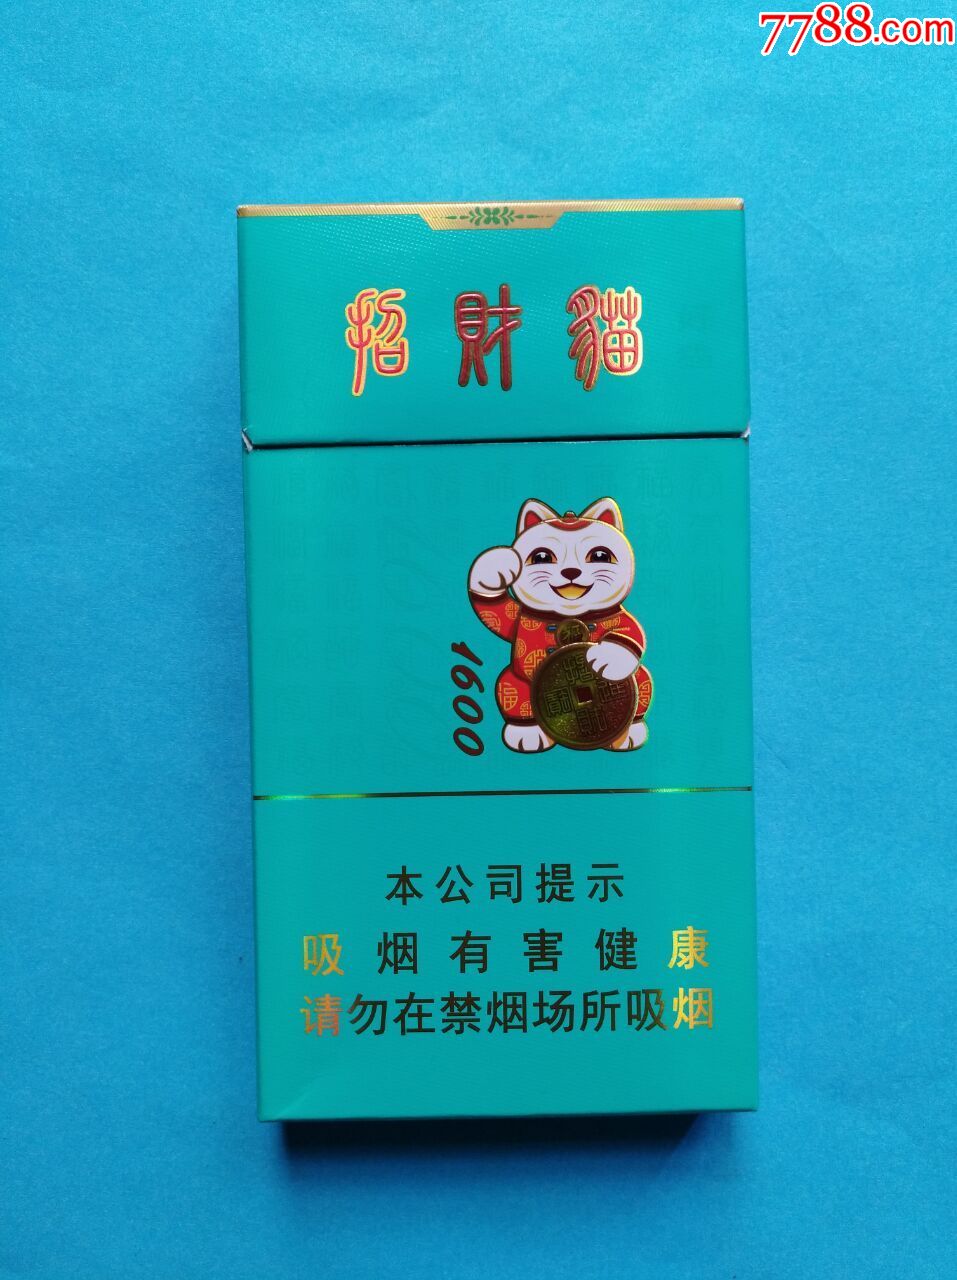 7788.com
招財貓
1600
本公司提示
吸烟有害健康
请勿在禁烟场所吸烟